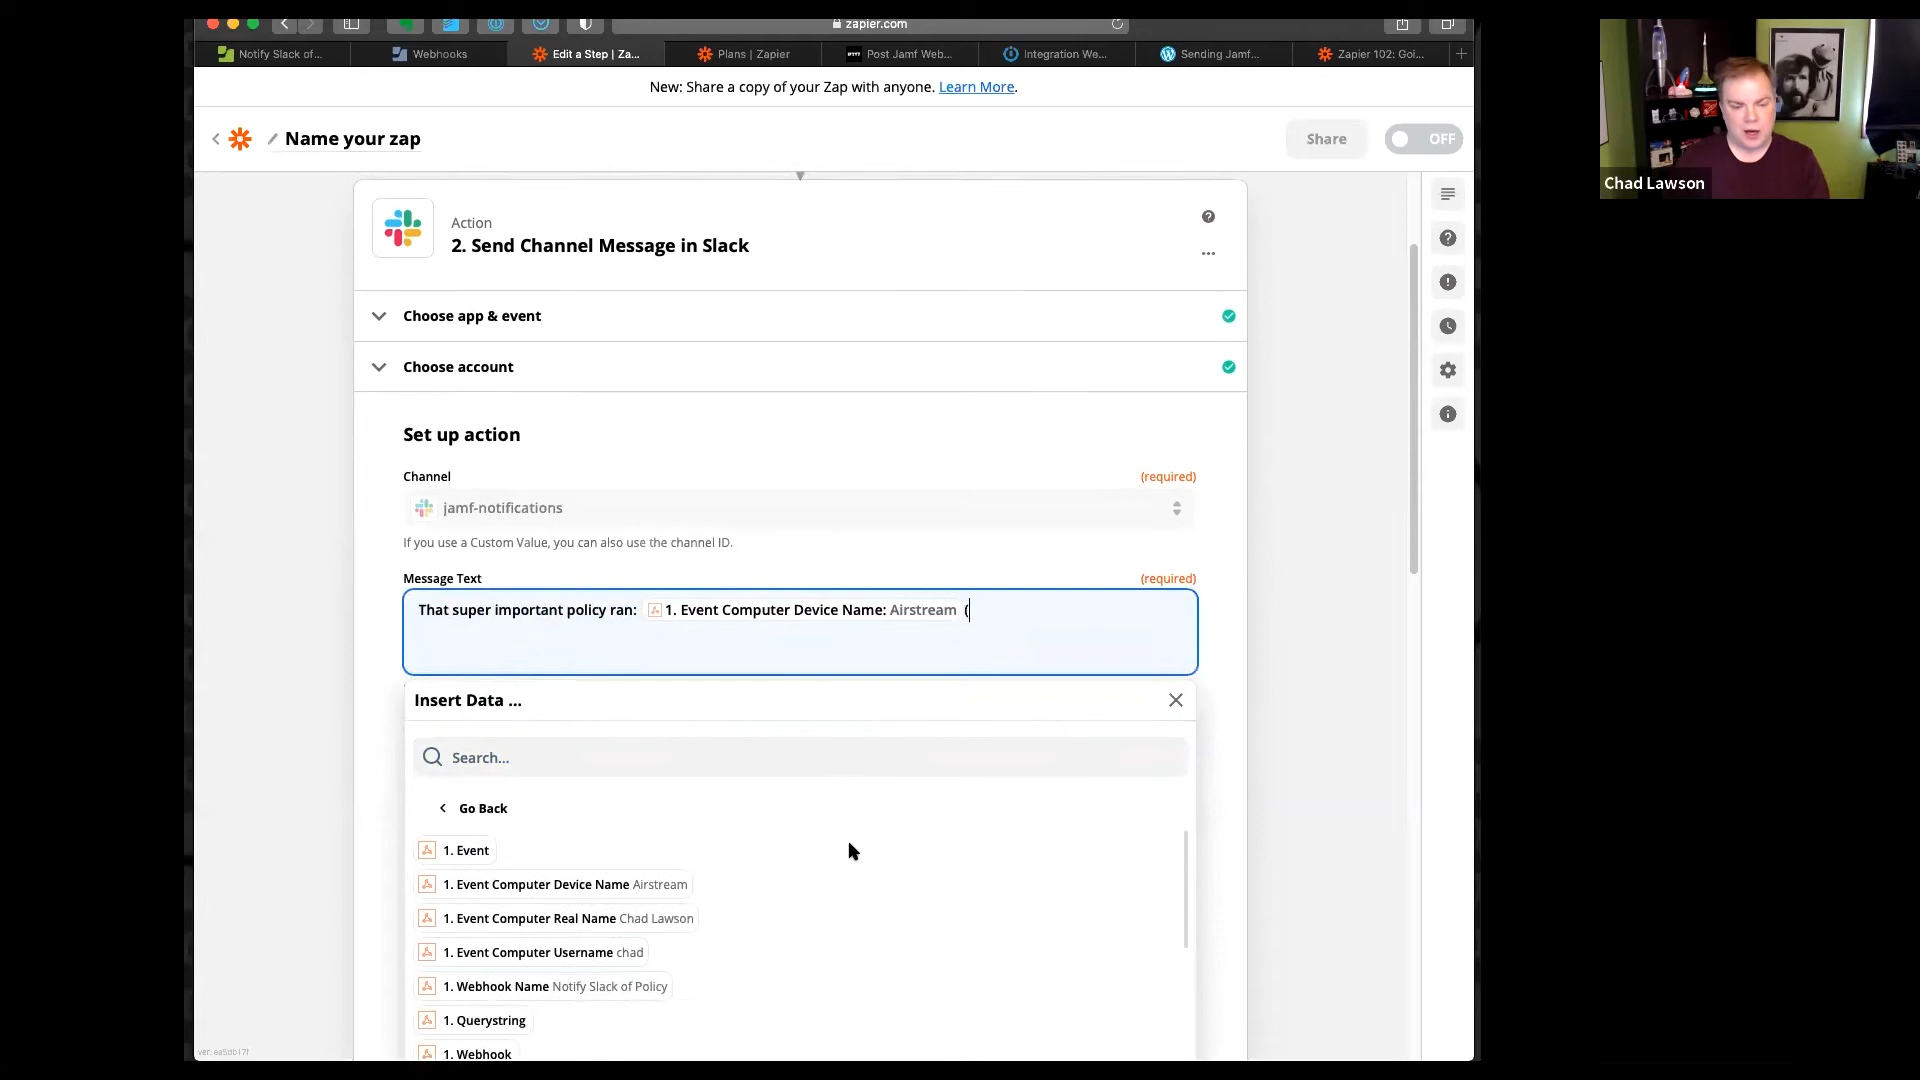 zapier.com
Notify Slack of...
Webhooks
Edit a Step | Za...
Plans | Zapier
Post Jamf Web...
Integration We...
Sending Jamf...
Zapier 102: Goi...
New: Share a copy of your Zap with anyone. Learn More.
Name your zap
Share
OFF
Chad Lawson
Action
2. Send Channel Message in Slack
Choose app & event
Choose account
Set up action
Channel
(required)
jamf-notifications
If you use a Custom Value, you can also use the channel ID.
Message Text
(required)
That super important policy ran: 1. Event Computer Device Name: Airstream (
Insert Data ...
Search...
Go Back
1. Event
1. Event Computer Device Name Airstream
1. Event Computer Real Name Chad Lawson
1. Event Computer Username chad
1. Webhook Name Notify Slack of Policy
1. Querystring
1. Webhook